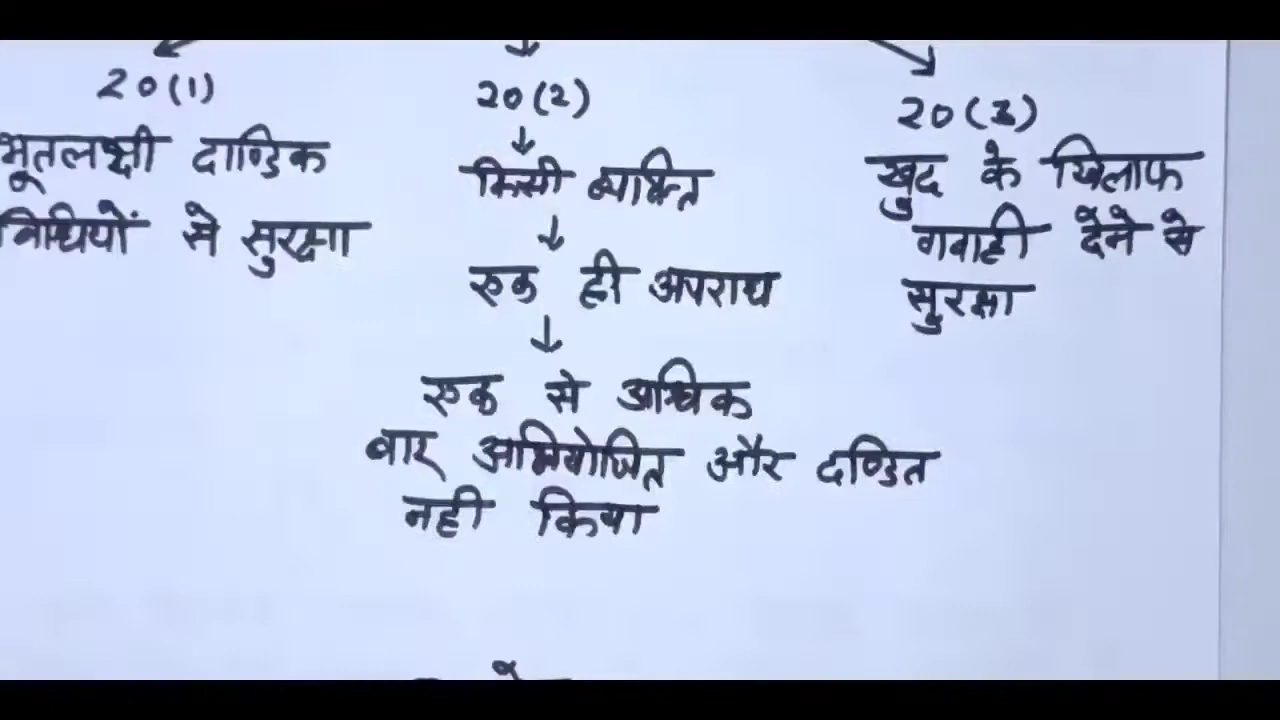 20(1)
भूतलक्षी दाण्डिक
विधियों से सुरक्षा
20(2)
किसी व्यक्ति
एक ही अपराध
एक से अधिक
बार अभियोजित और दण्डित
नही किया
20(3)
खुद के खिलाफ
गवाही देने से
सुरक्षा